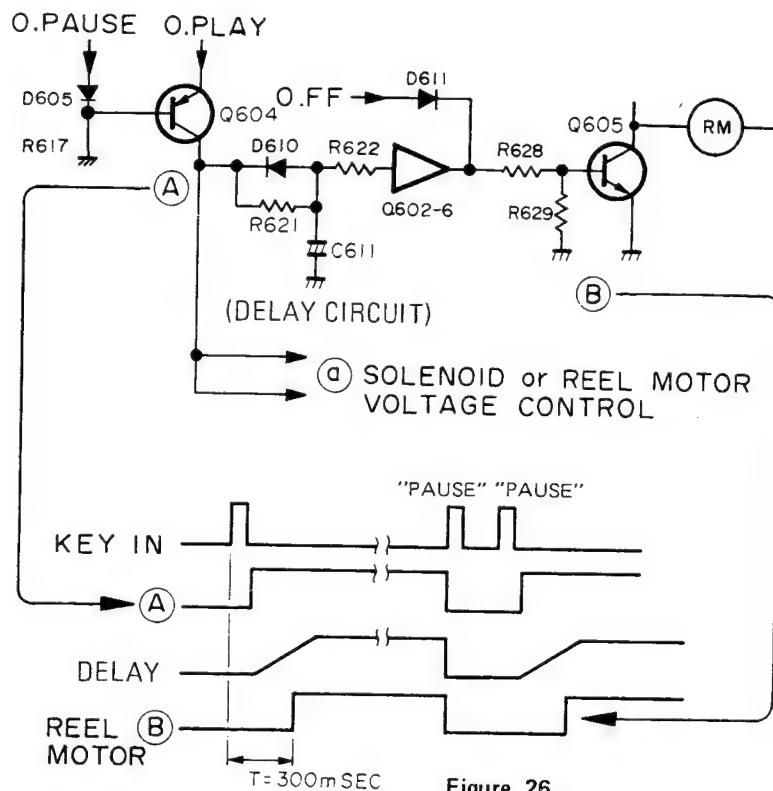 O.PAUSE O.PLAY
D605
Q604
R617
O.FF
D611
D610
R622
Q602-6
R628
Q605
RM
R621
R629
C611
A
B
(DELAY CIRCUIT)
a SOLENOID or REEL MOTOR
VOLTAGE CONTROL
"PAUSE" "PAUSE"
KEY IN
A
DELAY
REEL B
MOTOR
T=300mSEC
Figure 26